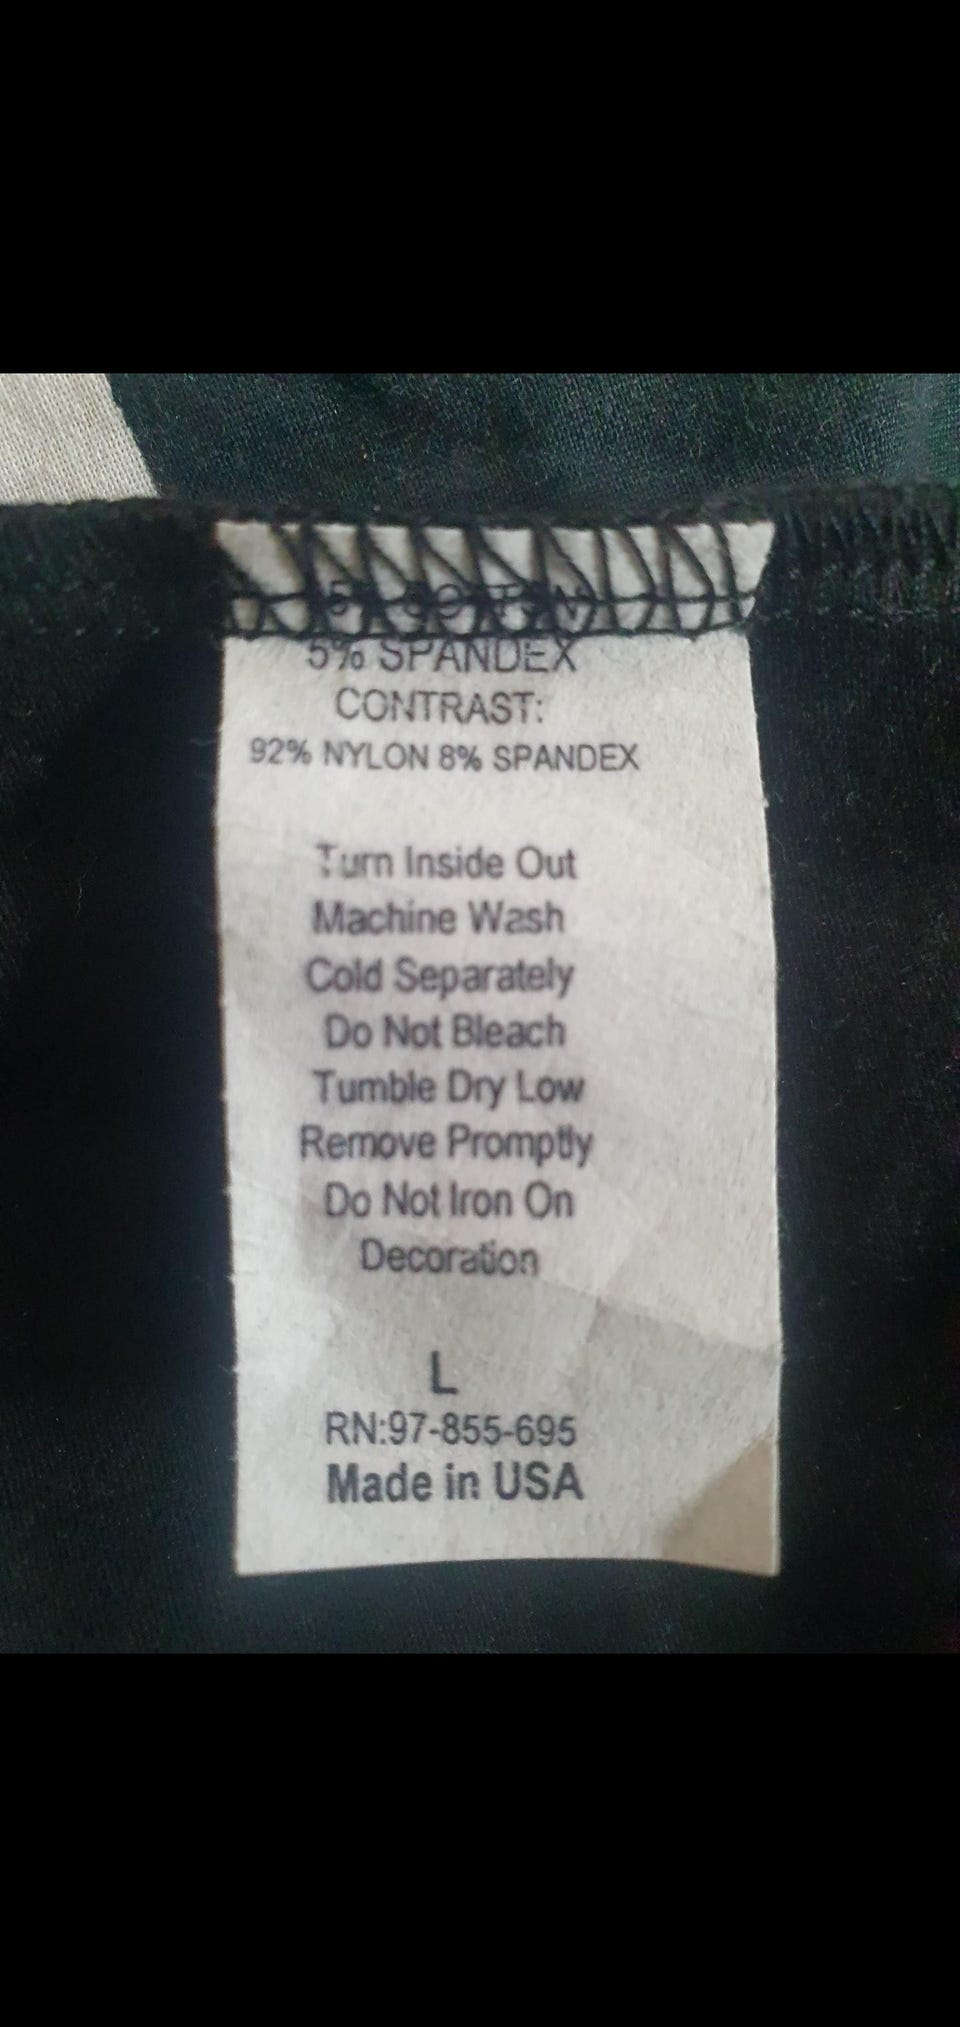 5% SPANDEX
CONTRAST:
92% NYLON 8% SPANDEX
Turn Inside Out
Machine Wash
Cold Separately
Do Not Bleach
Tumble Dry Low
Remove Promptly
Do Not Iron On
Decoration
L
RN:97-855-695
Made in USA